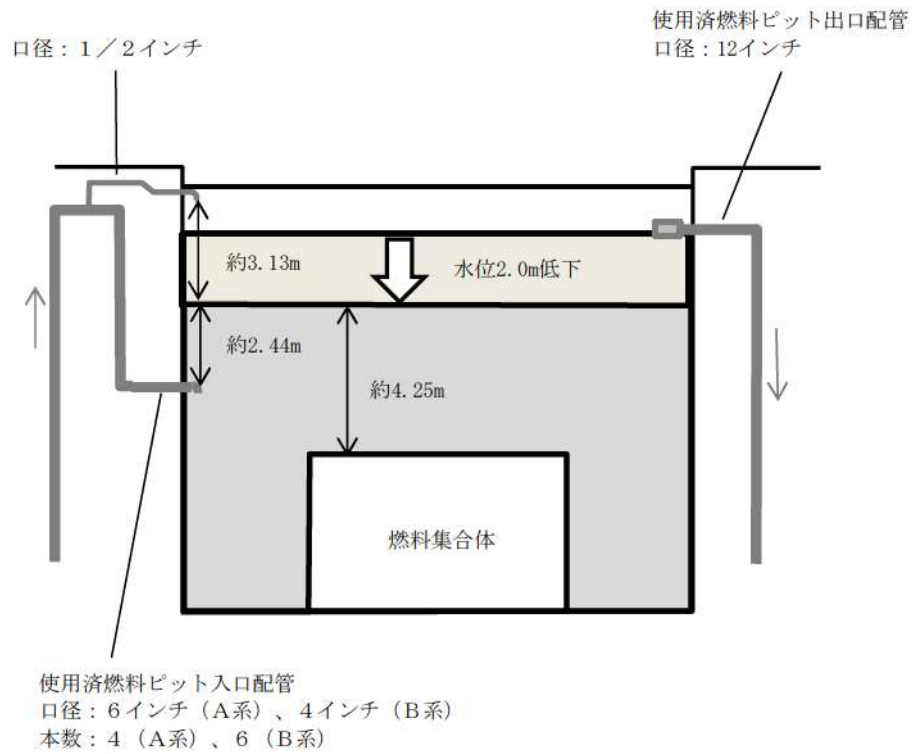 使用済燃料ピット出口配管
口径：12インチ
口径：１／２インチ
約3.13m
水位2.0m低下
約2.44m
約4.25m
燃料集合体
使用済燃料ピット入口配管
口径：６インチ（Ａ系）、４インチ（Ｂ系）
本数：４（Ａ系）、６（Ｂ系）